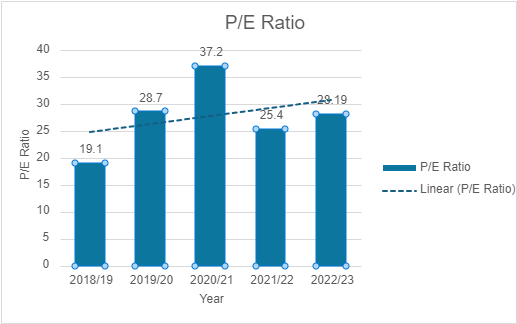 P/E Ratio
40
35
30
25
20
15
10
5
0
P/E Ratio
19.1
28.7
37.2
25.4
28.19
2018/19 2019/20 2020/21 2021/22 2022/23
Year
P/E Ratio
Linear (P/E Ratio)